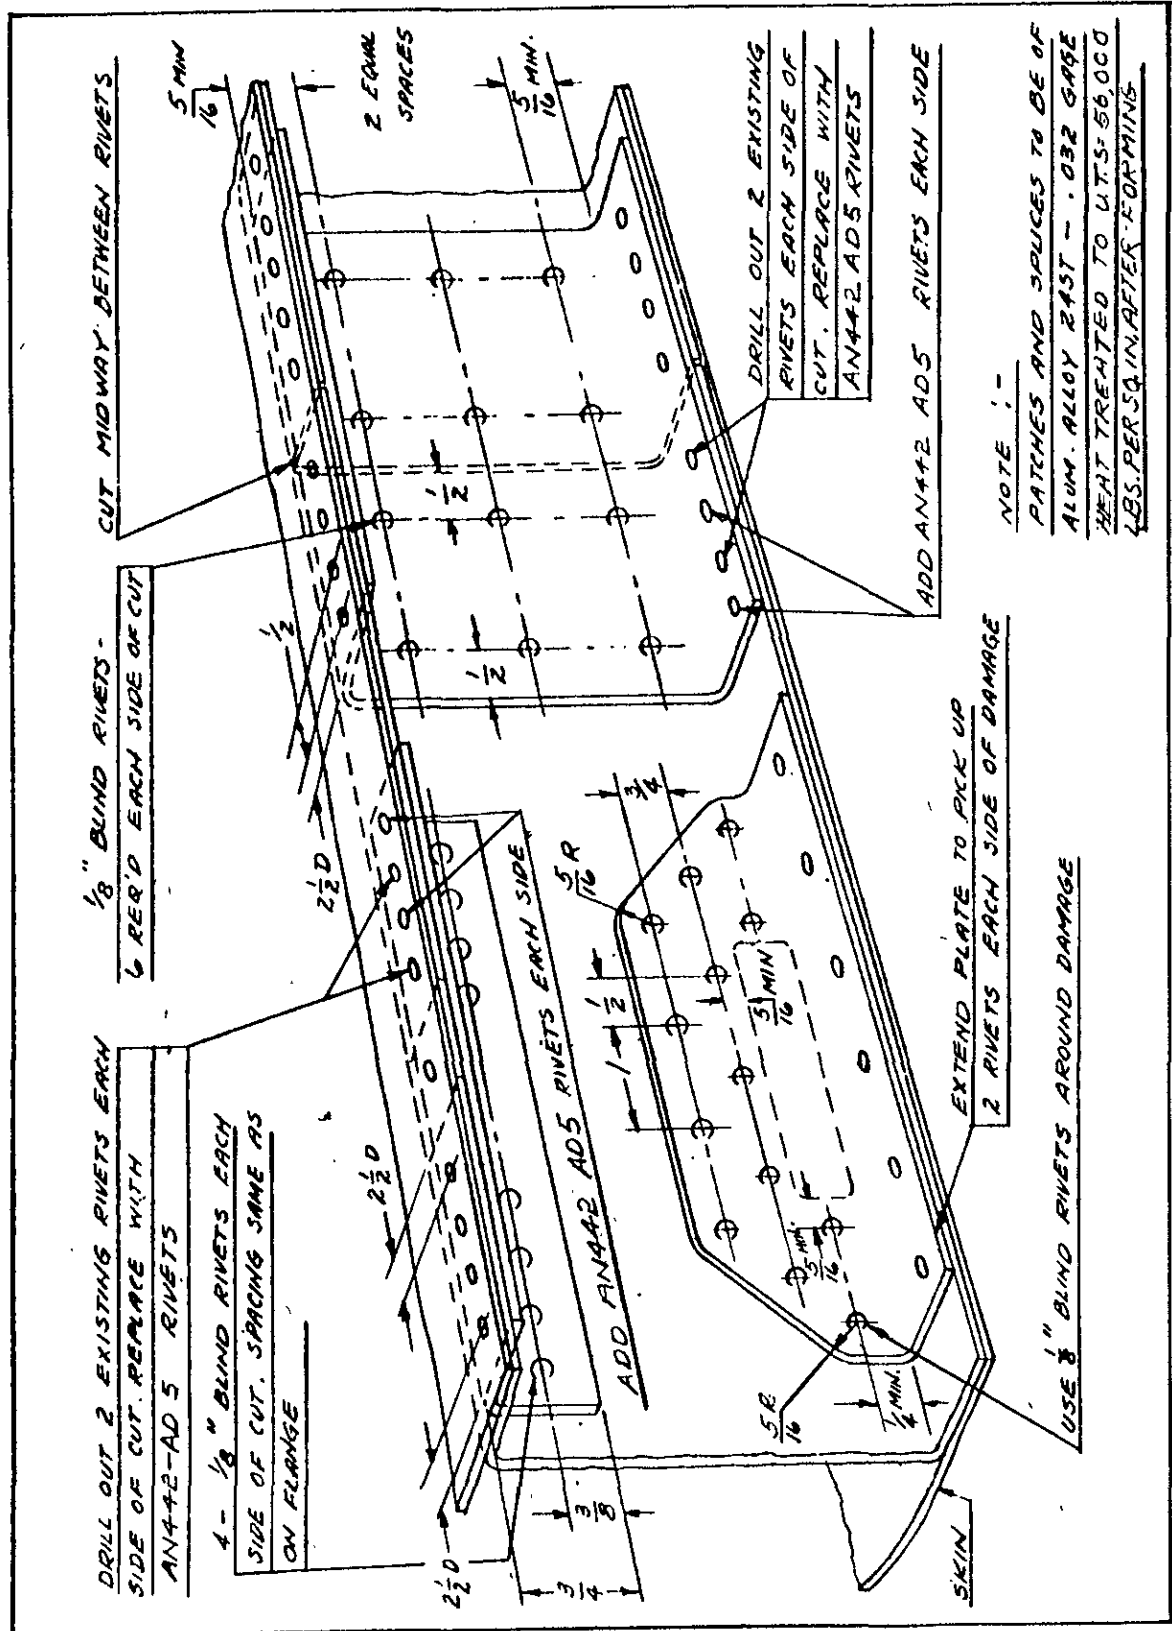 DRILL OUT 2 EXISTING RIVETS EACH
SIDE OF CUT. REPLACE WITH
AN442-AD 5 RIVETS
4 - 1/8" BLIND RIVETS EACH
SIDE OF CUT. SPACING SAME AS
ON FLANGE
1/8" BLIND RIVETS -
6 REQ'D EACH SIDE OF CUT
CUT MIDWAY BETWEEN RIVETS
5/16 MIN
2 EQUAL
SPACES
5/16 MIN.
1/2
2 1/2 D
2 1/2 D
2 1/2 D
1/2
1/2
3/4
3/8
ADD AN442 AD5 RIVETS EACH SIDE
5/16 R
3/4
1/2
1
5/16 MIN
5/16 MIN.
5/16 R.
1/4 MIN.
SKIN
DRILL OUT 2 EXISTING
RIVETS EACH SIDE OF
CUT. REPLACE WITH
AN442 AD5 RIVETS
ADD AN442 AD5 RIVETS EACH SIDE
EXTEND PLATE TO PICK UP
2 RIVETS EACH SIDE OF DAMAGE
USE 1/8" BLIND RIVETS AROUND DAMAGE
NOTE :-
PATCHES AND SPLICES TO BE OF
ALUM. ALLOY 24ST - .032 GAGE
HEAT TREATED TO U.T.S=56,000
LBS.PER SQ.IN. AFTER FORMING